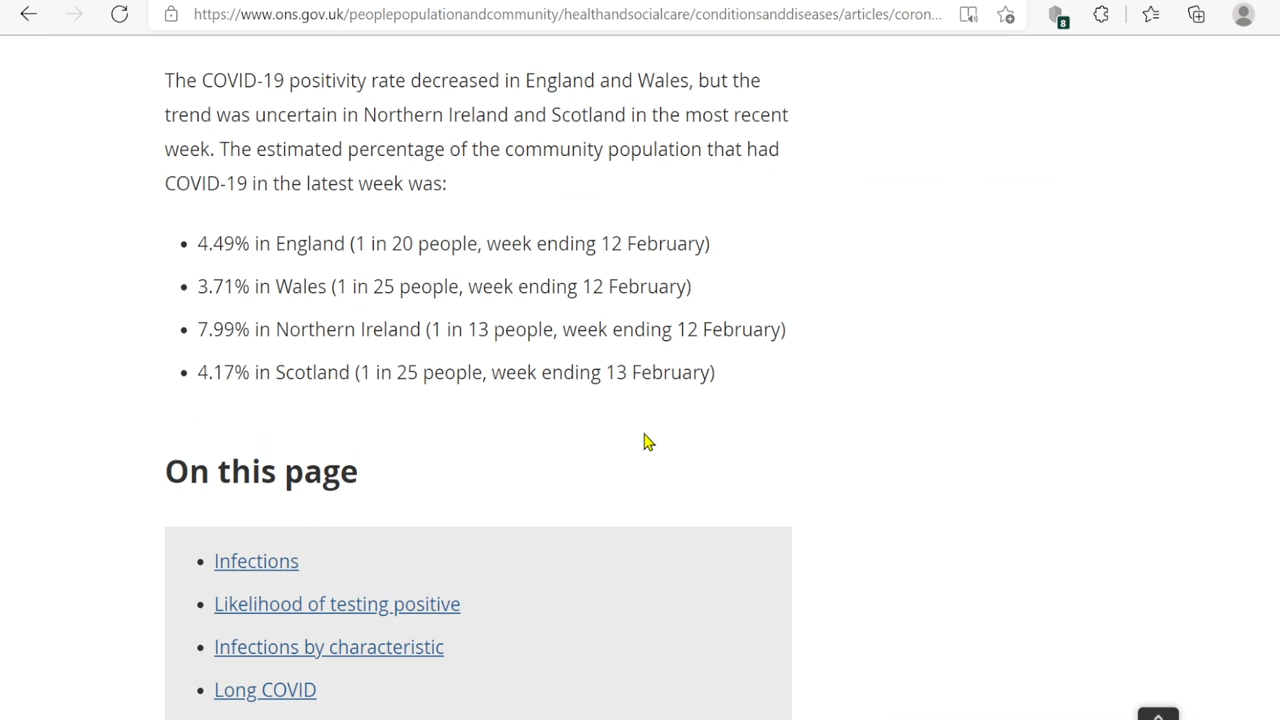 https://www.ons.gov.uk/peoplepopulationandcommunity/healthandsocialcare/conditionsanddiseases/articles/coron...
8
The COVID-19 positivity rate decreased in England and Wales, but the
trend was uncertain in Northern Ireland and Scotland in the most recent
week. The estimated percentage of the community population that had
COVID-19 in the latest week was:
• 4.49% in England (1 in 20 people, week ending 12 February)
• 3.71% in Wales (1 in 25 people, week ending 12 February)
• 7.99% in Northern Ireland (1 in 13 people, week ending 12 February)
• 4.17% in Scotland (1 in 25 people, week ending 13 February)
On this page
• Infections
• Likelihood of testing positive
• Infections by characteristic
• Long COVID